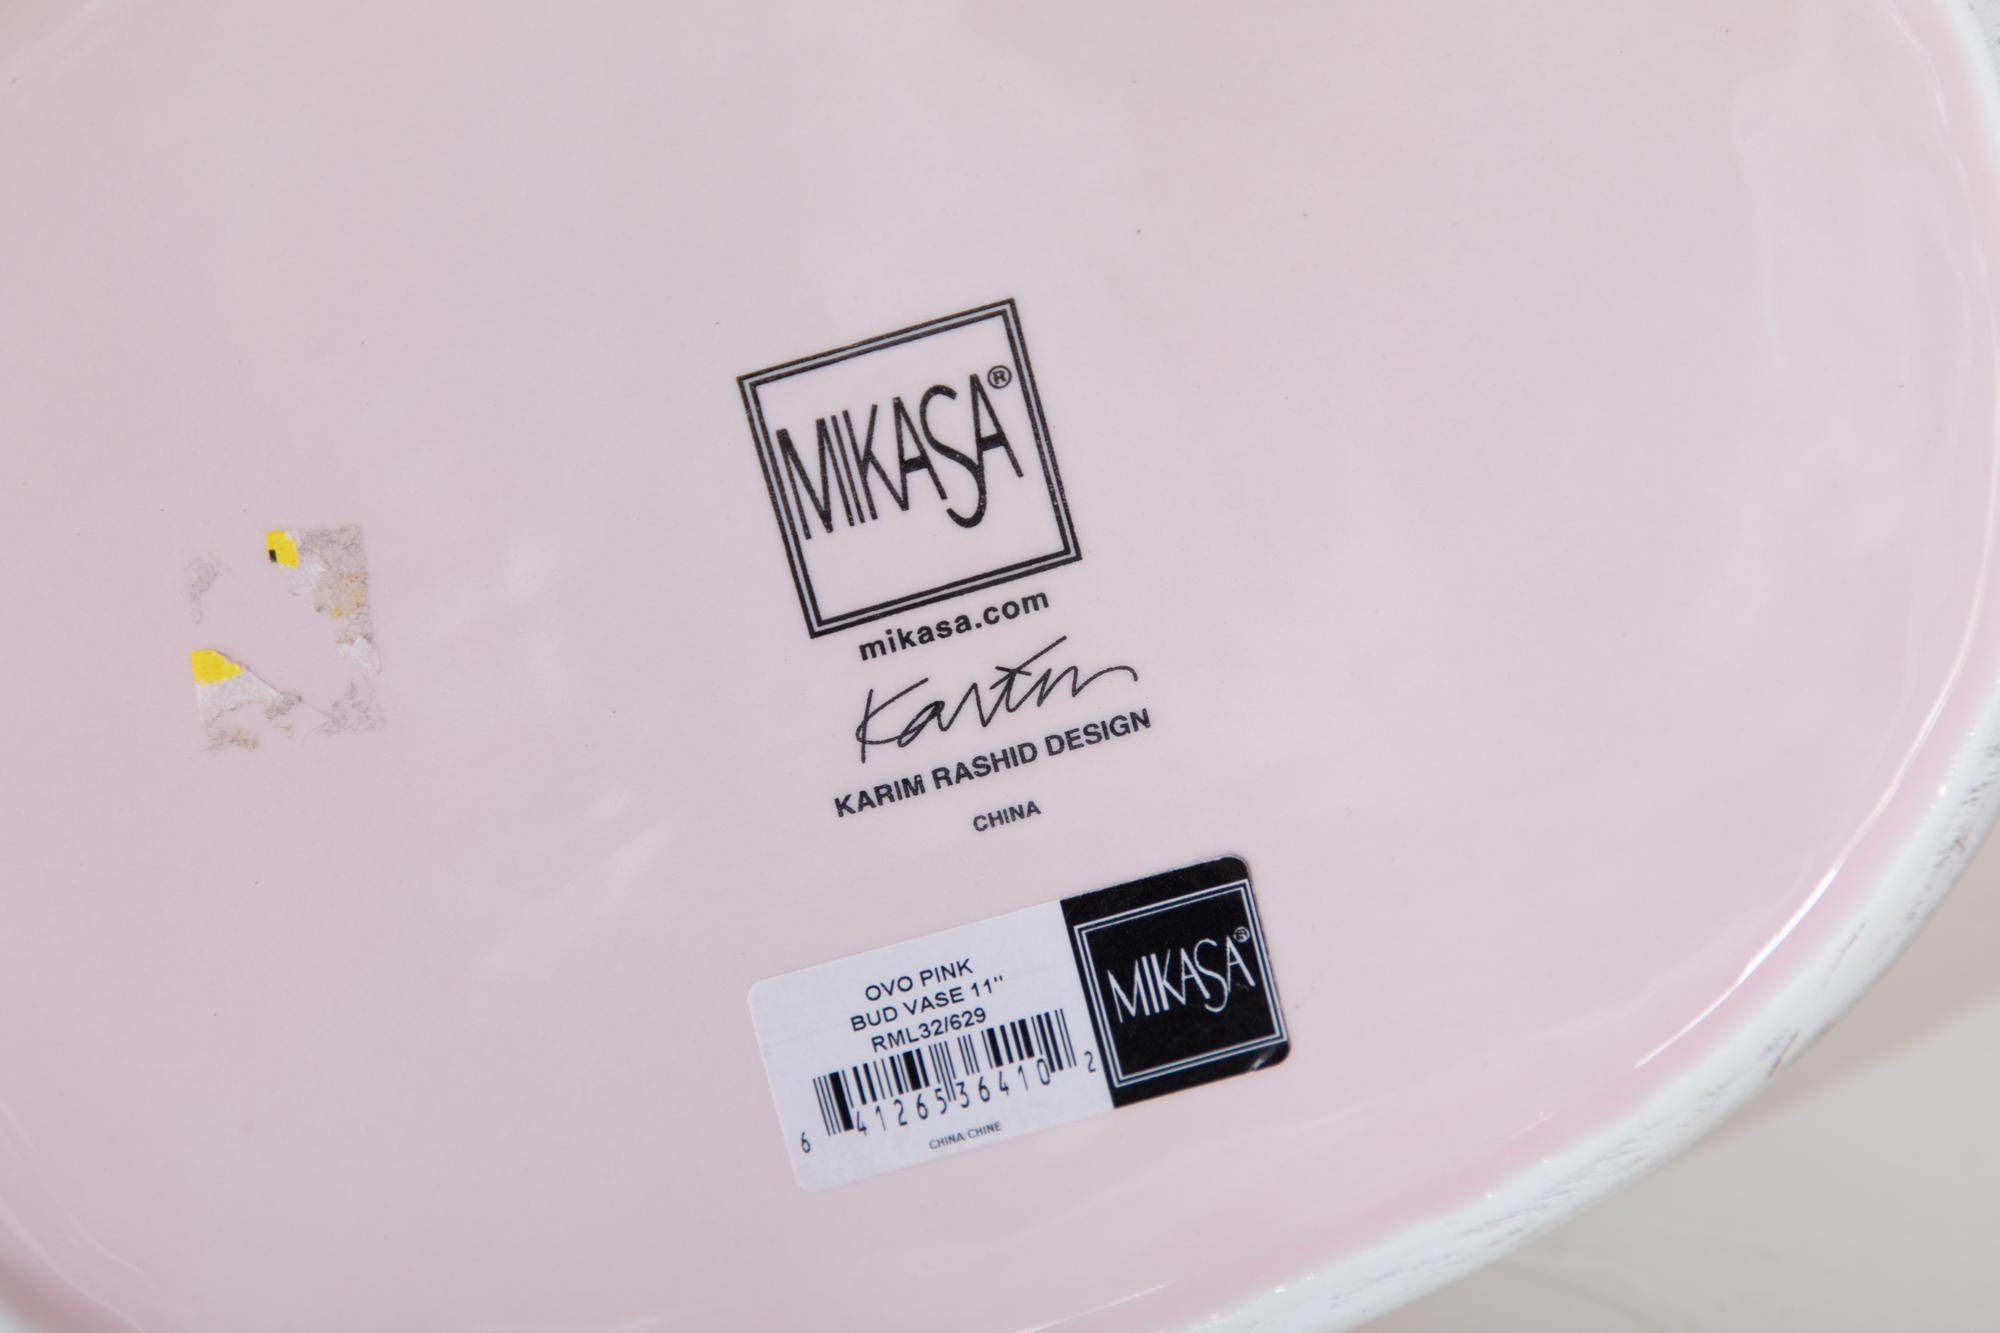 MIKASA®
mikasa.com
Karim
KARIM RASHID DESIGN
CHINA
OVO PINK
BUD VASE 11"
RML32/629
6 41265 36410 2
CHINA CHINE
MIKASA®